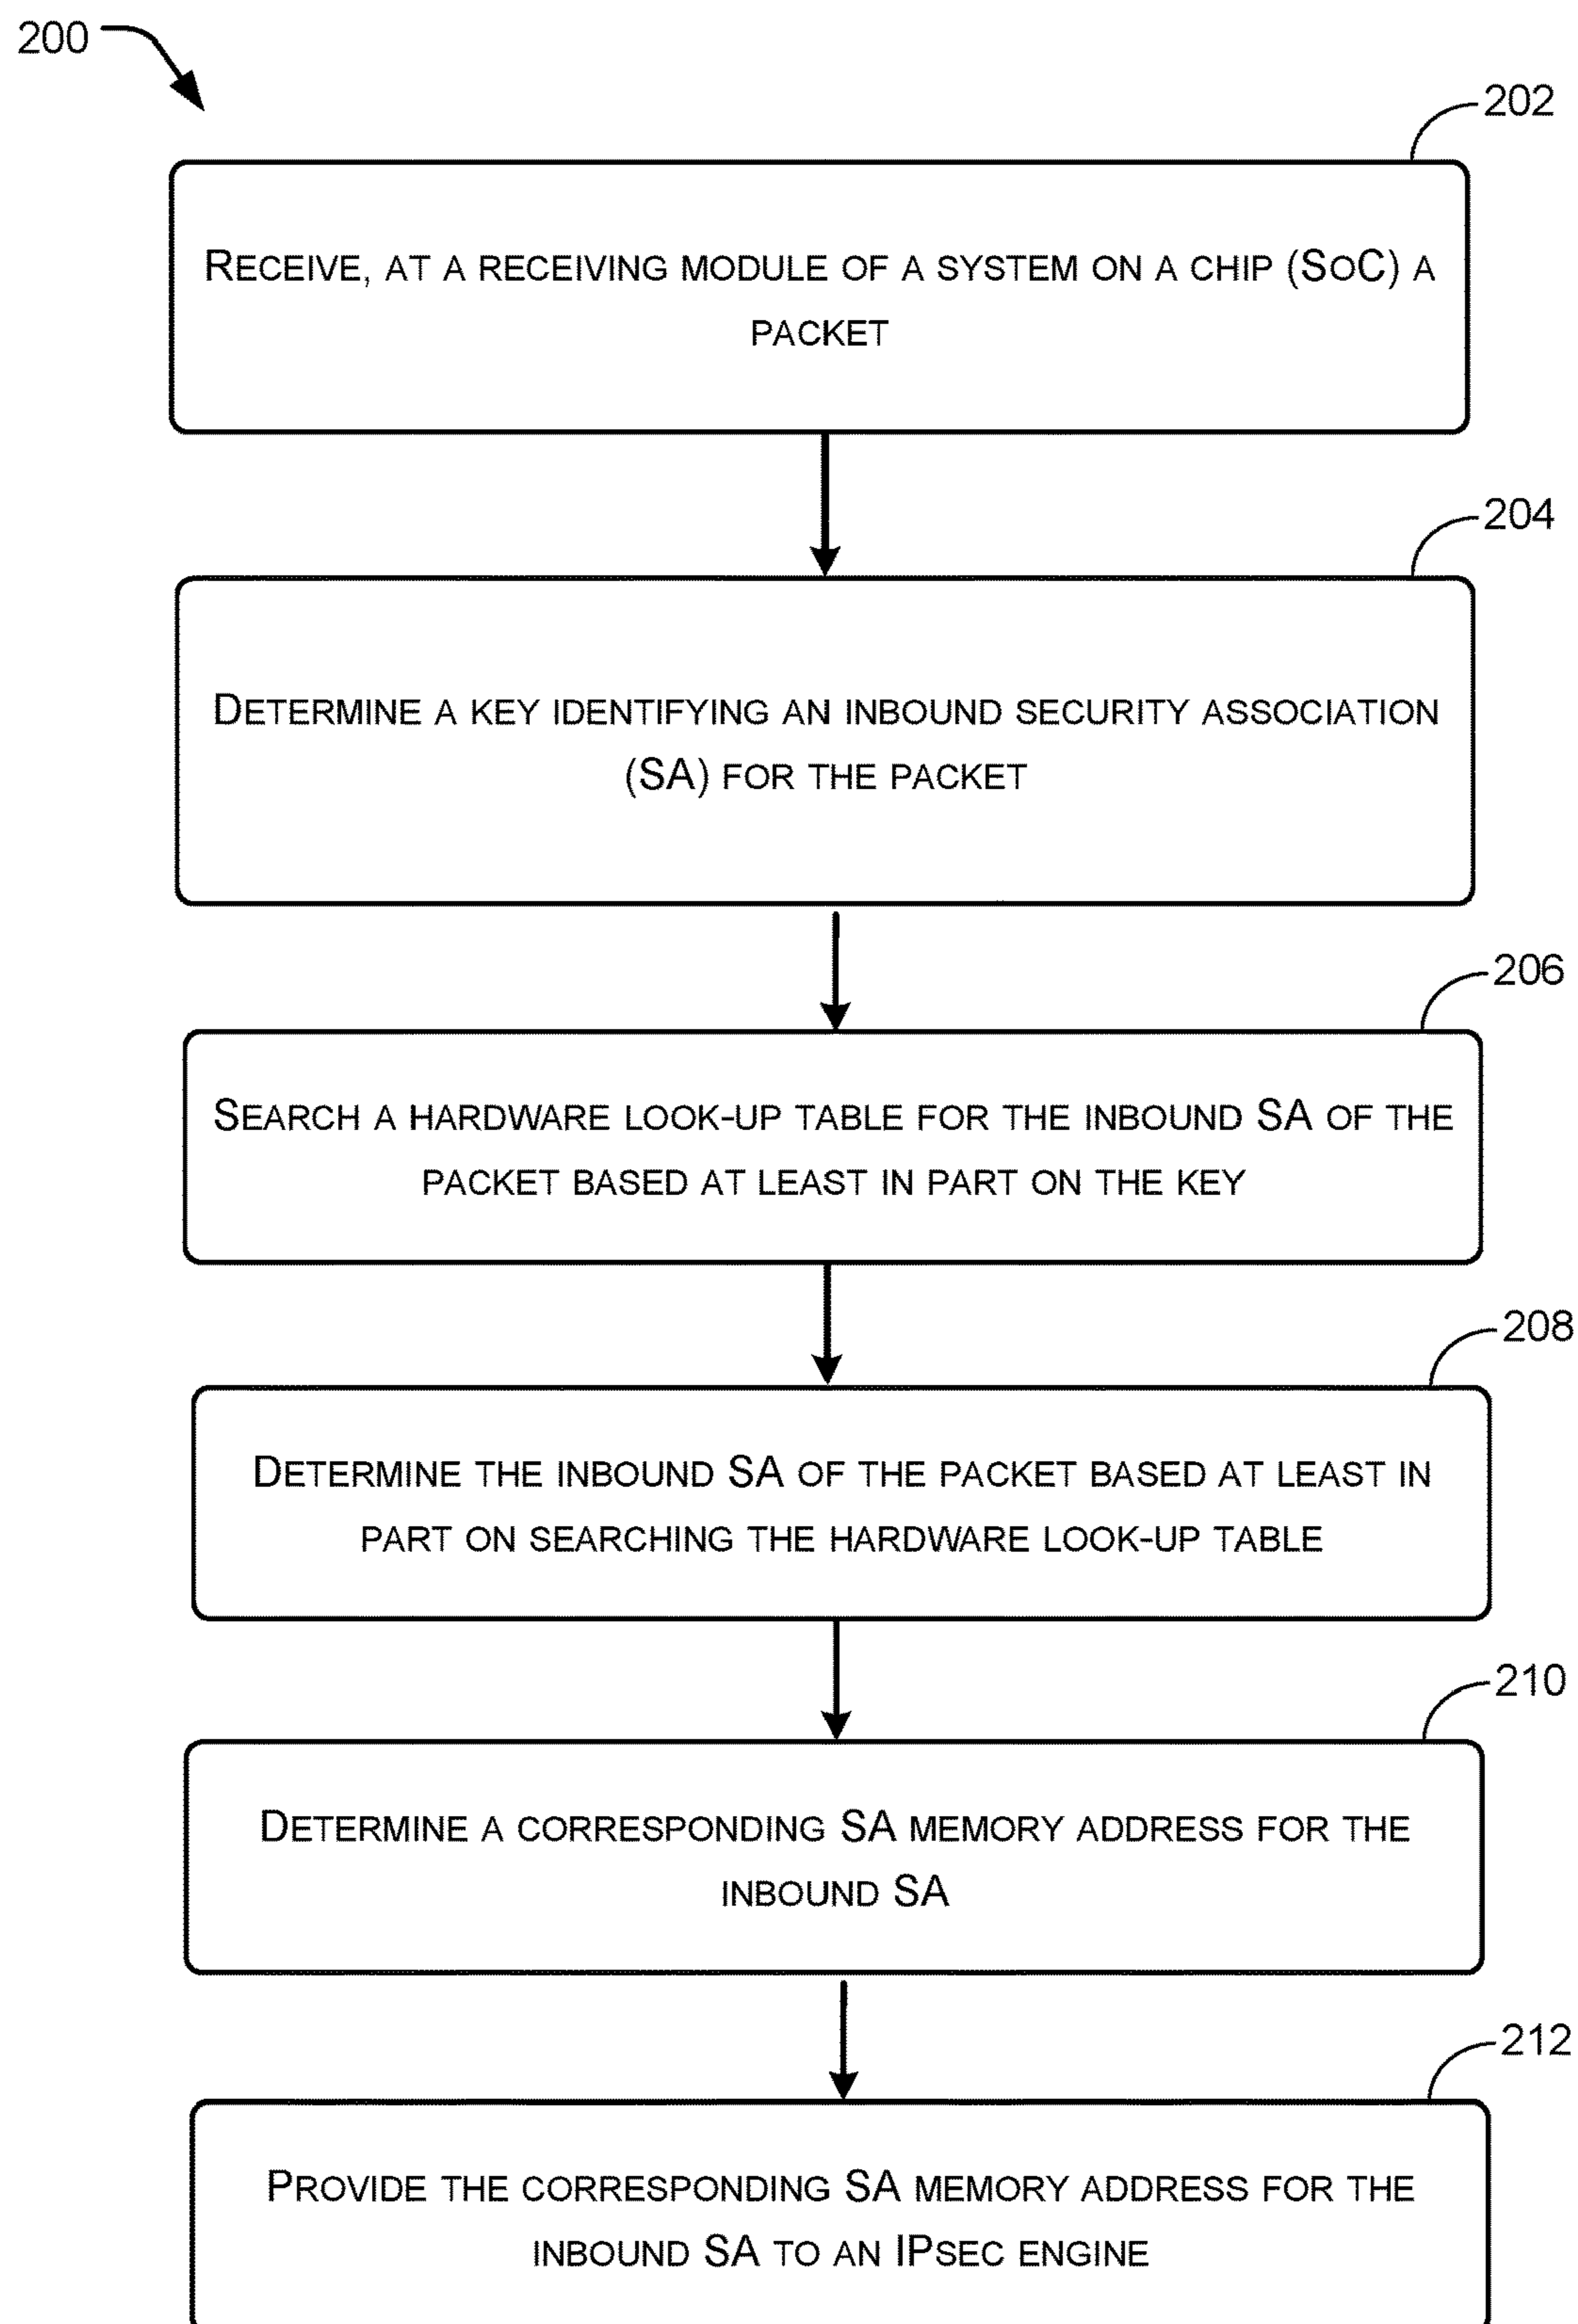 200
202
RECEIVE, AT A RECEIVING MODULE OF A SYSTEM ON A CHIP (SOC) A
PACKET
204
DETERMINE A KEY IDENTIFYING AN INBOUND SECURITY ASSOCIATION
(SA) FOR THE PACKET
206
SEARCH A HARDWARE LOOK-UP TABLE FOR THE INBOUND SA OF THE
PACKET BASED AT LEAST IN PART ON THE KEY
208
DETERMINE THE INBOUND SA OF THE PACKET BASED AT LEAST IN
PART ON SEARCHING THE HARDWARE LOOK-UP TABLE
210
DETERMINE A CORRESPONDING SA MEMORY ADDRESS FOR THE
INBOUND SA
212
PROVIDE THE CORRESPONDING SA MEMORY ADDRESS FOR THE
INBOUND SA TO AN IPSEC ENGINE